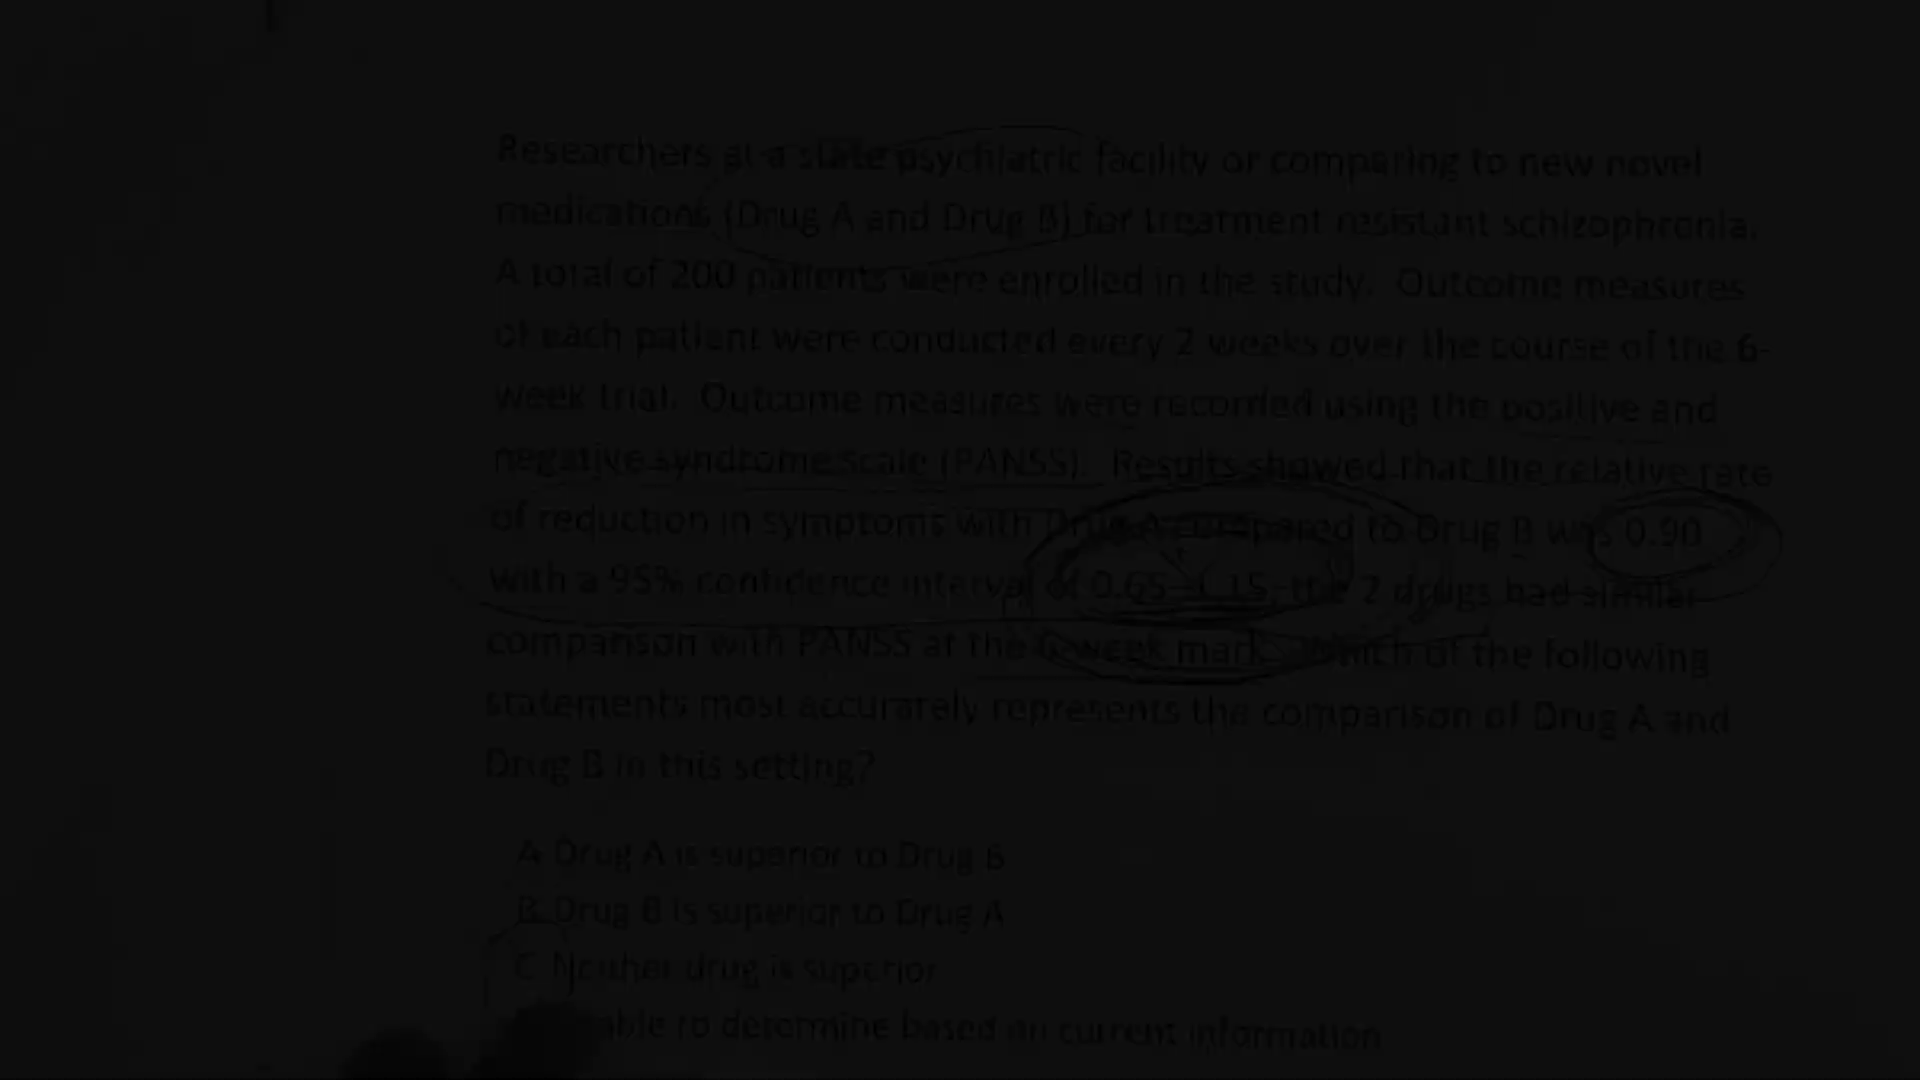 Researchers at a state psychiatric facility or comparing to new novel
medications (Drug A and Drug B) for treatment resistant schizophrenia.
A total of 200 patients were enrolled in the study. Outcome measures
of each patient were conducted every 2 weeks over the course of the 6-
week trial. Outcome measures were recorded using the positive and
negative syndrome scale (PANSS). Results showed that the relative rate
of reduction in symptoms with Drug A compared to Drug B was 0.90
with a 95% confidence interval of 0.65-1.15, the 2 drugs had similar
comparison with PANSS at the 6-week mark. Which of the following
statements most accurately represents the comparison of Drug A and
Drug B in this setting?
A Drug A is superior to Drug B
B. Drug B is superior to Drug A
C Neither drug is superior
to determine based on current information